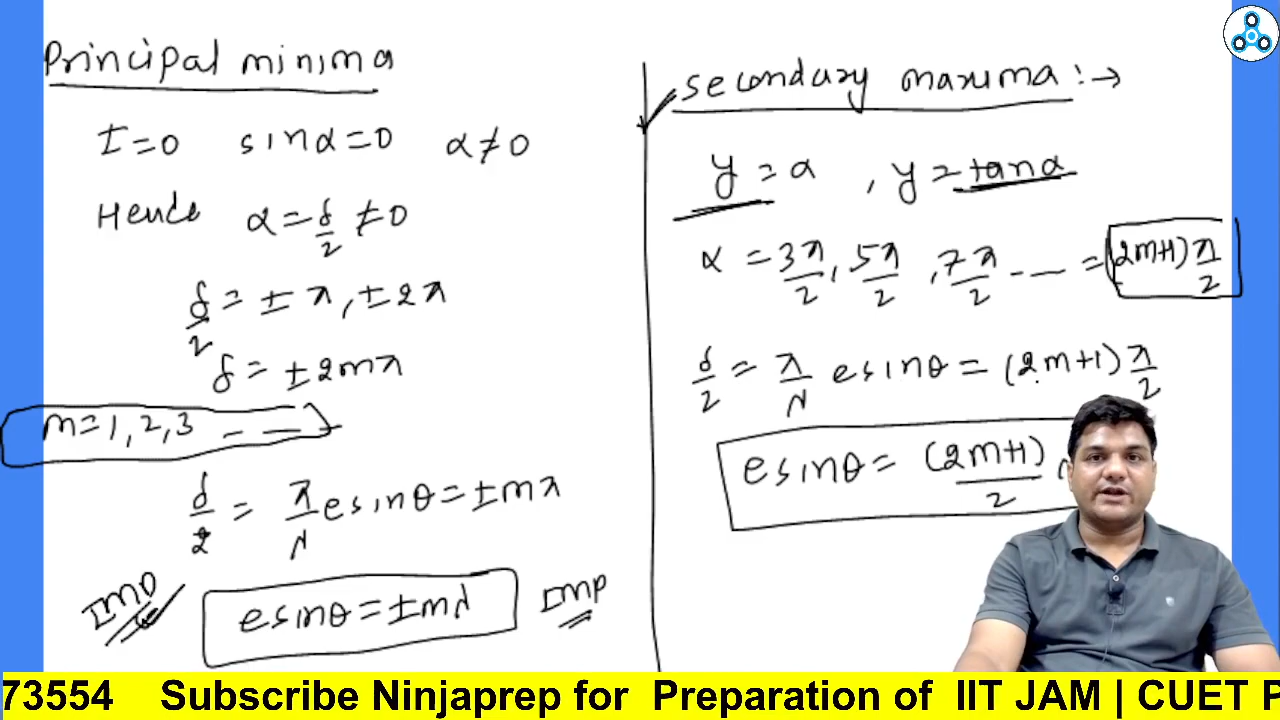 Principal minima
I=0 sinα=0 α≠0
Hence α=δ/2 ≠0
δ/2 = ±π, ±2π
δ= ±2mπ
m=1,2,3 - - -
δ/2 = π/λ e sinθ = ±mπ
IMP e sinθ = ±mλ IMP
Secondary maxima :→
y=α , y=tanα
α = 3π/2, 5π/2, 7π/2 - - - = (2m+1)π/2
δ/2 = π/λ e sinθ = (2m+1) π/2
e sinθ = (2m+1)/2
73554 Subscribe Ninjaprep for Preparation of IIT JAM | CUET P